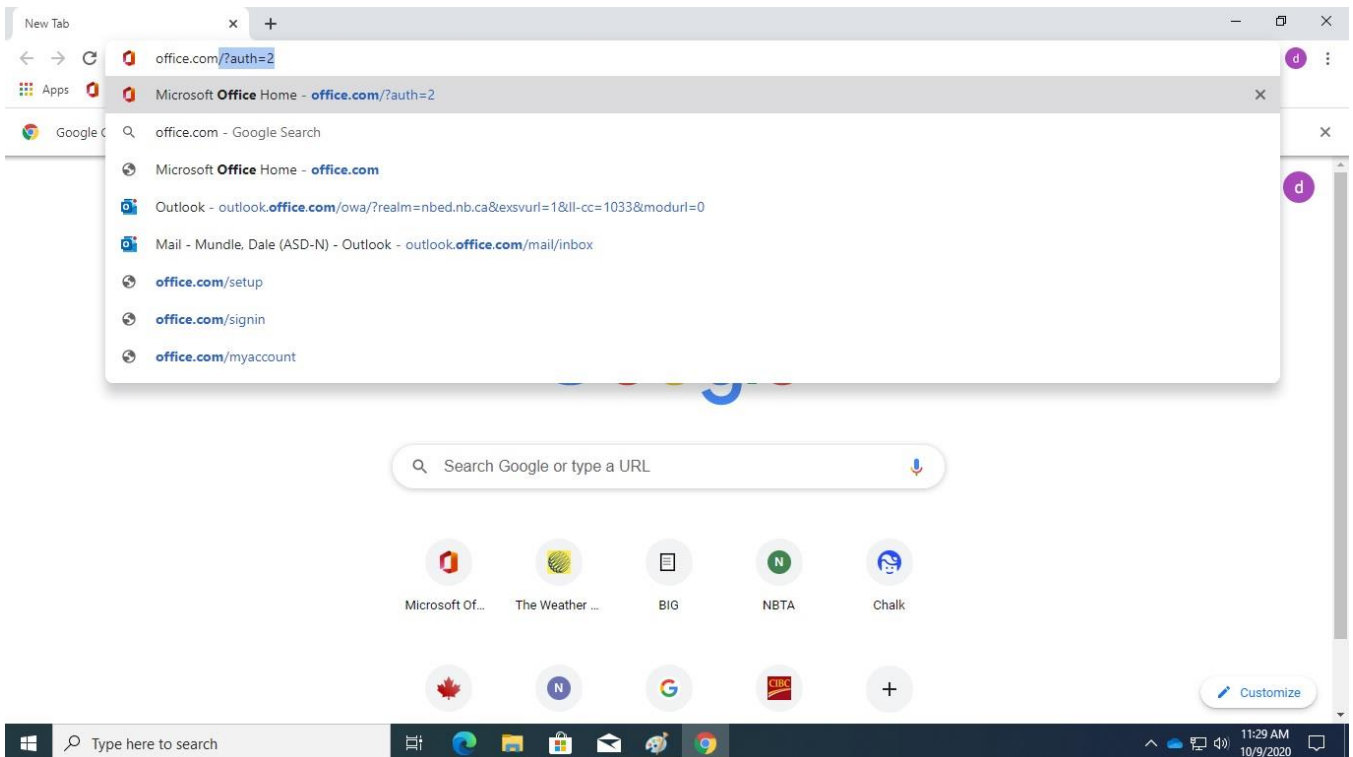 New Tab
office.com/?auth=2
Apps
Microsoft Office Home - office.com/?auth=2
Google
office.com - Google Search
Microsoft Office Home - office.com
d
Outlook - outlook.office.com/owa/?realm=nbed.nb.ca&exsvurl=1&ll-cc=1033&modurl=0
Mail - Mundle, Dale (ASD-N) - Outlook - outlook.office.com/mail/inbox
office.com/setup
office.com/signin
office.com/myaccount
Search Google or type a URL
N
Microsoft Of... The Weather ... BIG NBTA Chalk
N G CIBC
Customize
Type here to search
11:29 AM
10/9/2020